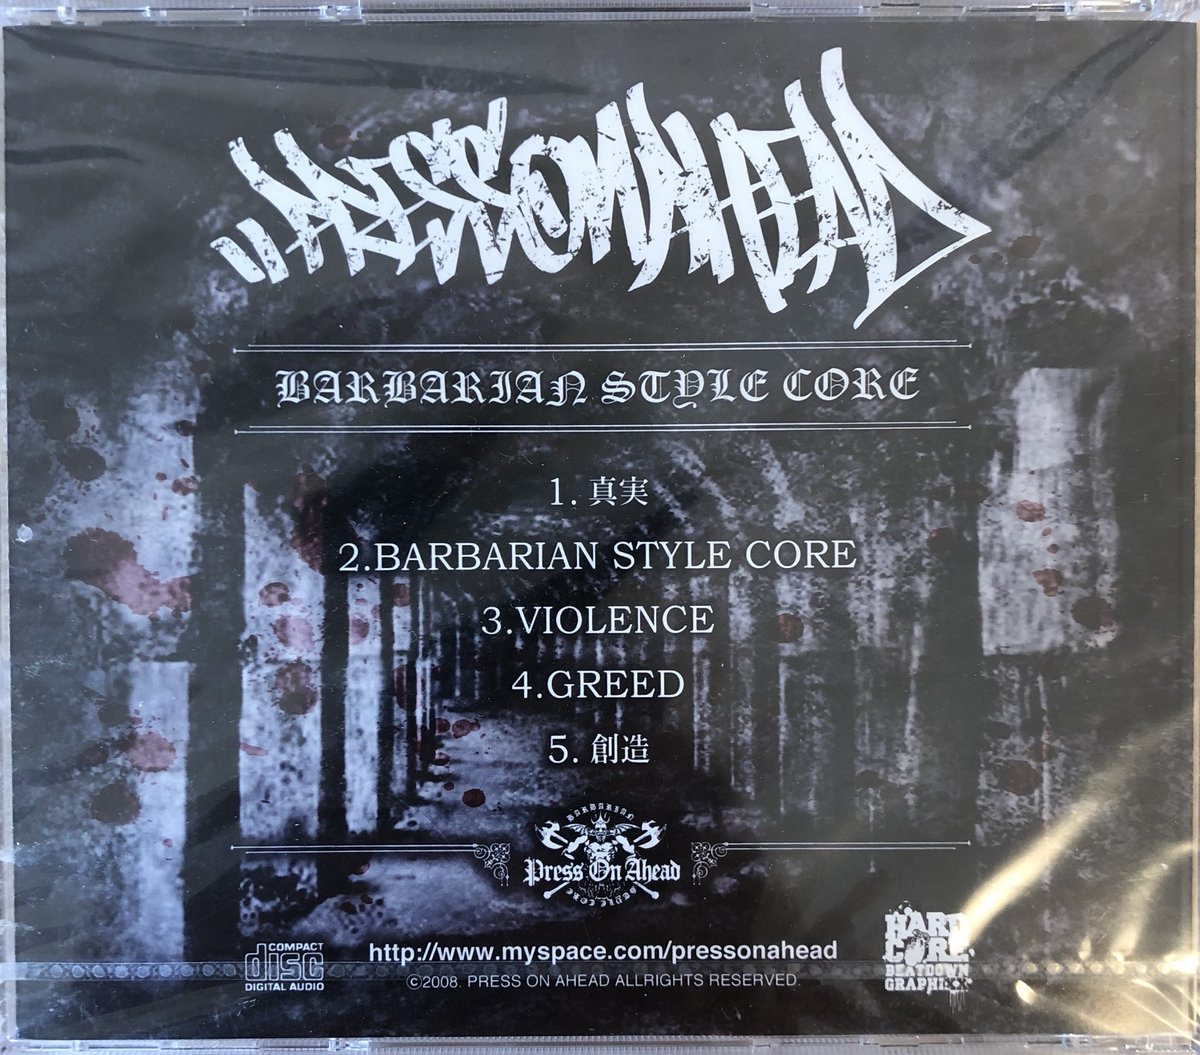 PRESSONAHEAD
BARBARIAN STYLE CORE
1. 真実
2.BARBARIAN STYLE CORE
3.VIOLENCE
4.GREED
5. 創造
BARBARIAN
Press On Ahead
STYLE CORE
COMPACT
disc
DIGITAL AUDIO
http://www.myspace.com/pressonahead
©2008. PRESS ON AHEAD ALLRIGHTS RESERVED.
HARD
CORE
BEATDOWN
GRAPHIXX